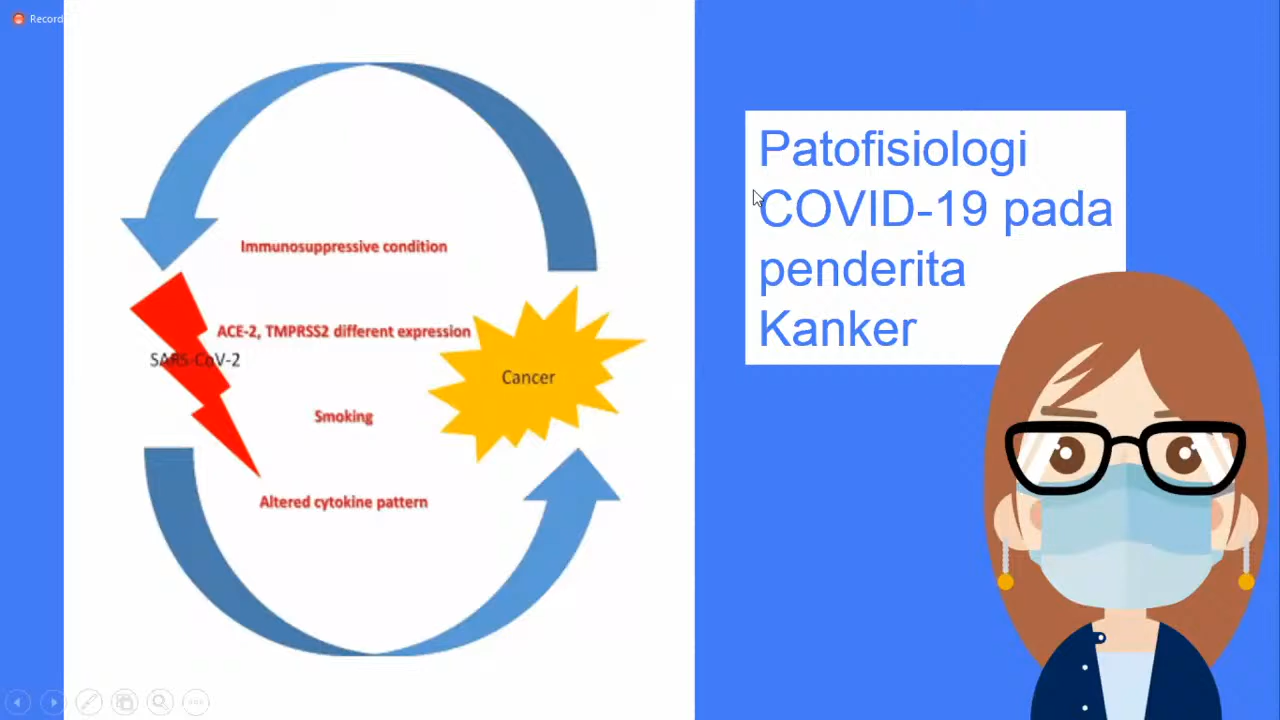 Record
Immunosuppressive condition
ACE-2, TMPRSS2 different expression
SARS-CoV-2
Cancer
Smoking
Altered cytokine pattern
Patofisiologi
COVID-19 pada
penderita
Kanker